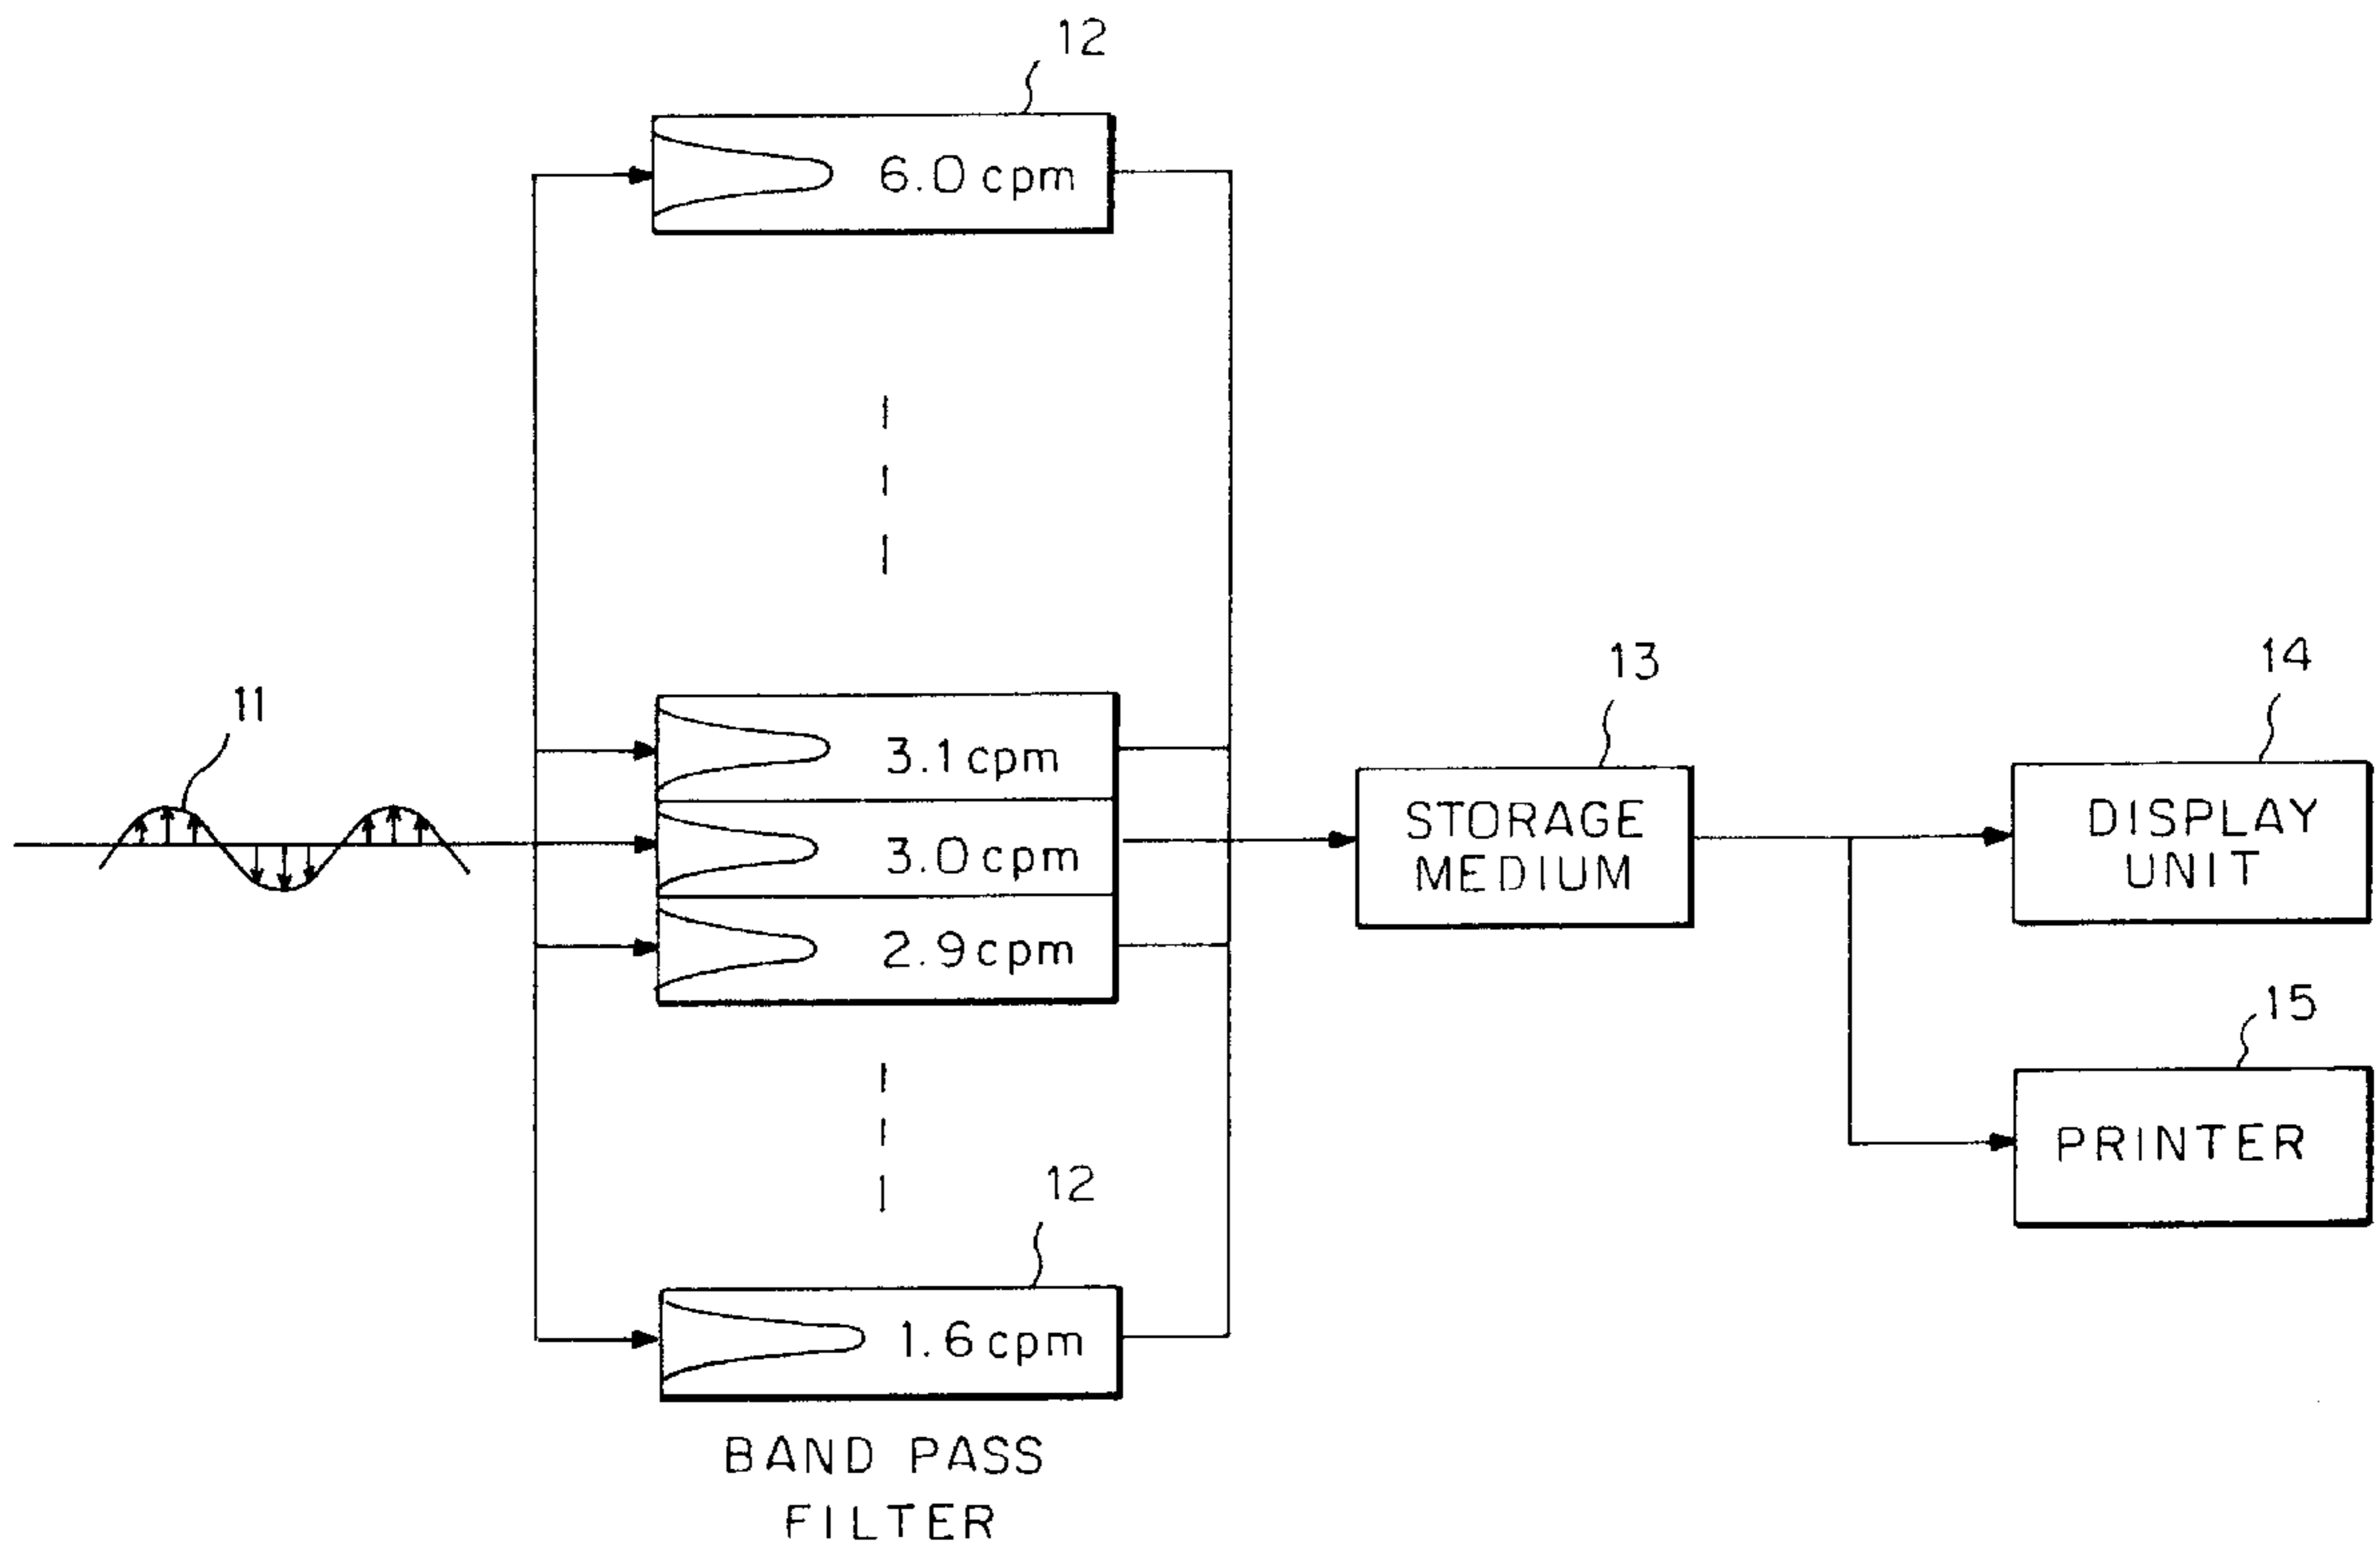 12
6.0 cpm
11
3.1 cpm
3.0 cpm
2.9 cpm
13
STORAGE
MEDIUM
14
DISPLAY
UNIT
15
PRINTER
12
1.6 cpm
BAND PASS
FILTER